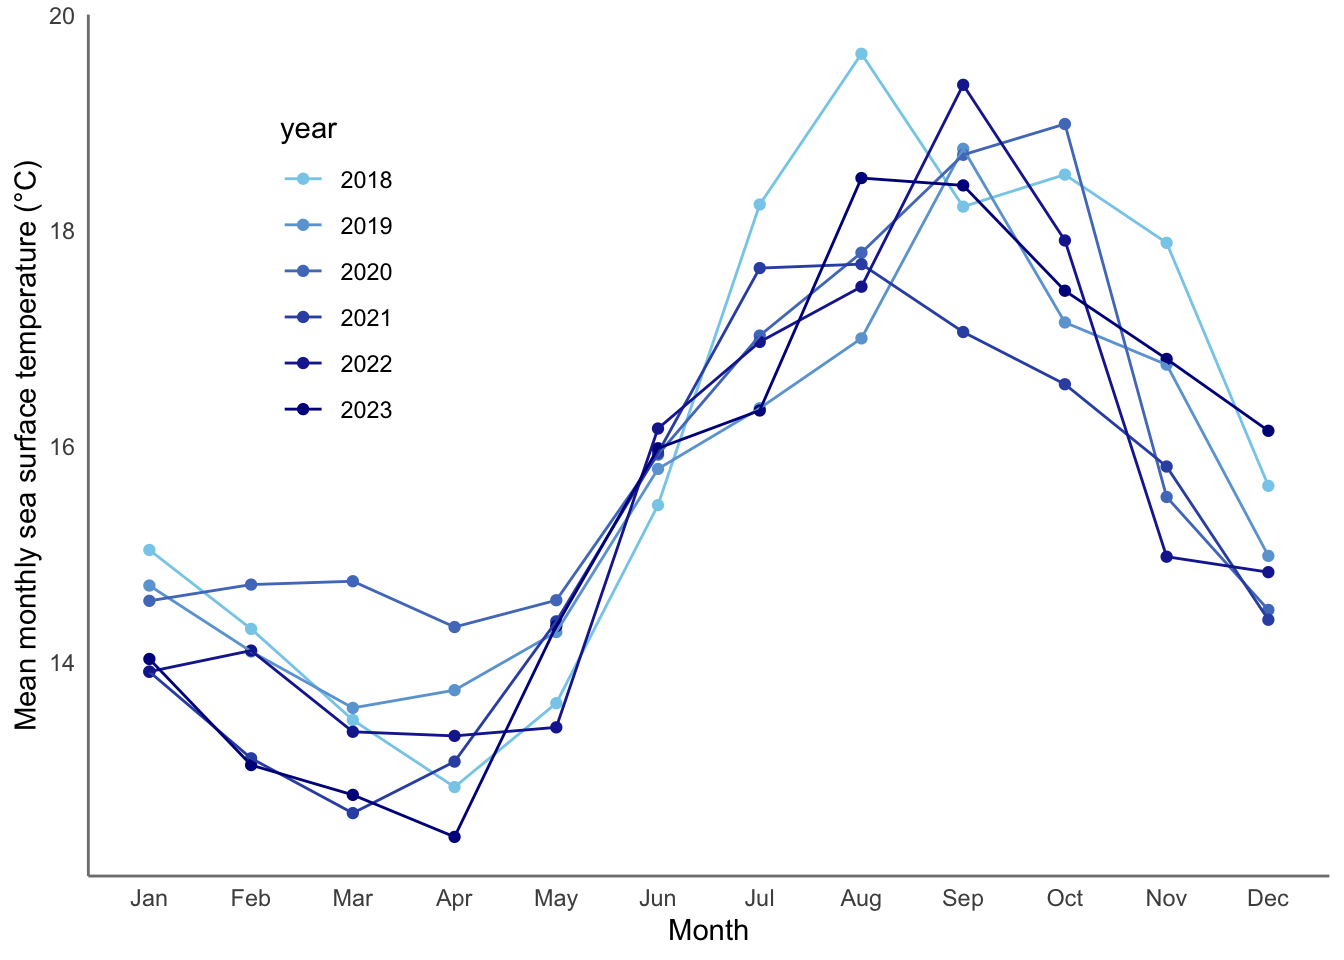 20
18
16
14
Mean monthly sea surface temperature (°C)
year
2018
2019
2020
2021
2022
2023
Jan Feb Mar Apr May Jun Jul Aug Sep Oct Nov Dec
Month